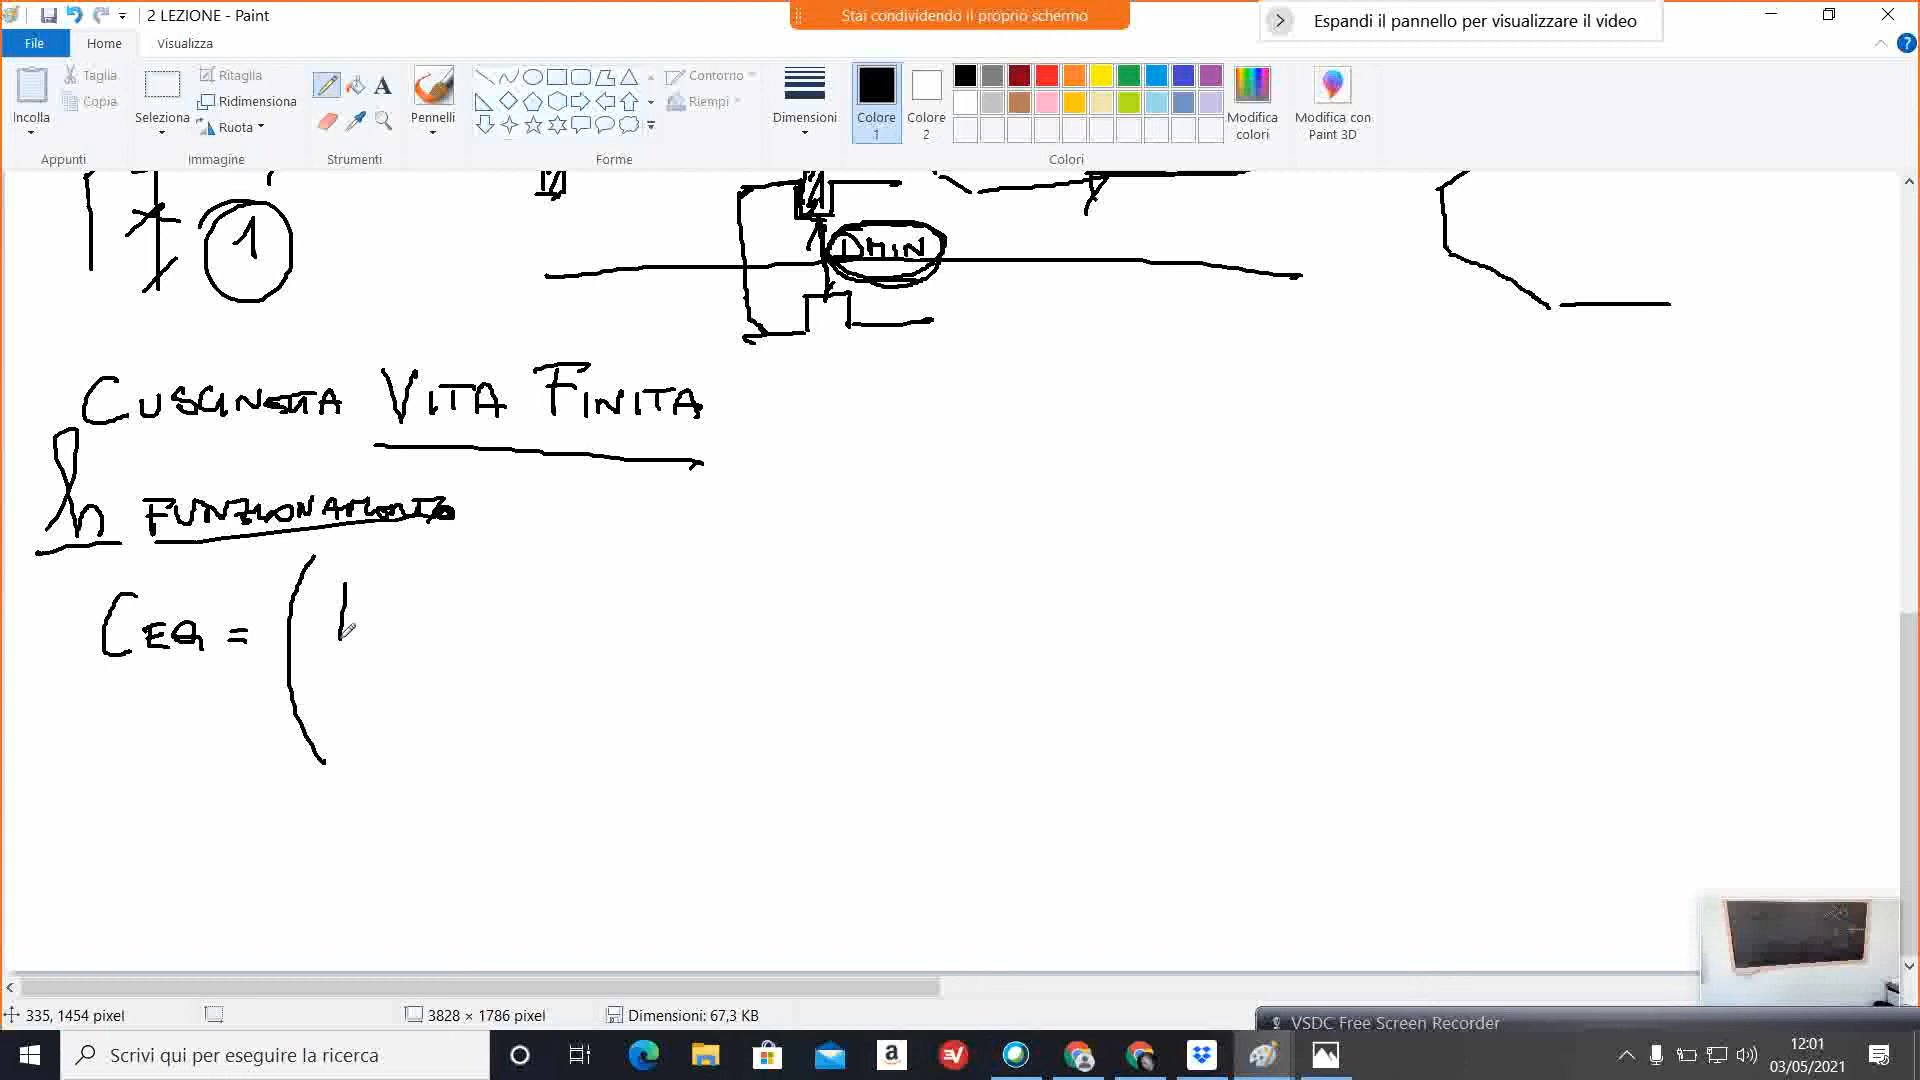 2 LEZIONE - Paint
Stai condividendo il proprio schermo
Espandi il pannello per visualizzare il video
File
Home
Visualizza
Incolla
Taglia
Copia
Appunti
Seleziona
Ritaglia
Ridimensiona
Ruota
Immagine
A
Strumenti
Pennelli
Contorno
Riempi
Forme
Dimensioni
Colore 1
Colore 2
Colori
Modifica colori
Modifica con Paint 3D
1
MIN
VITA FINITA
h FUNZIONAMENTO
CEQ = (
335, 1454 pixel
3828 × 1786 pixel
Dimensioni: 67,3 KB
VSDC Free Screen Recorder
Scrivi qui per eseguire la ricerca
12:01
03/05/2021